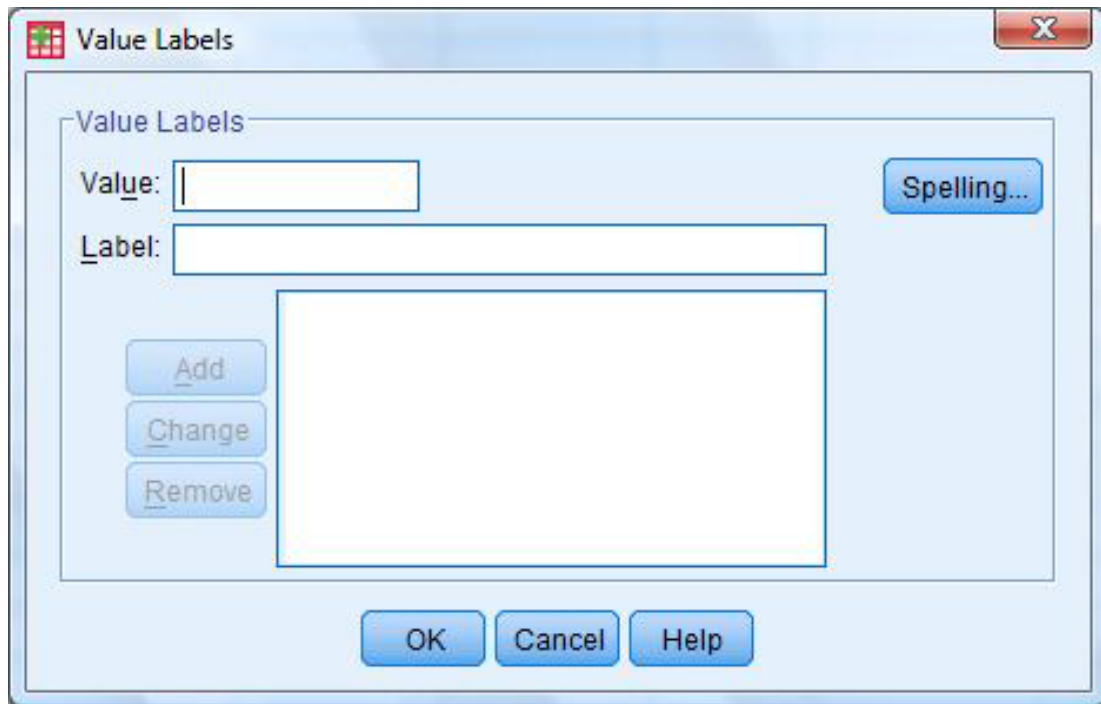 Value Labels
Value Labels
Value:
Spelling...
Label:
Add
Change
Remove
OK Cancel Help